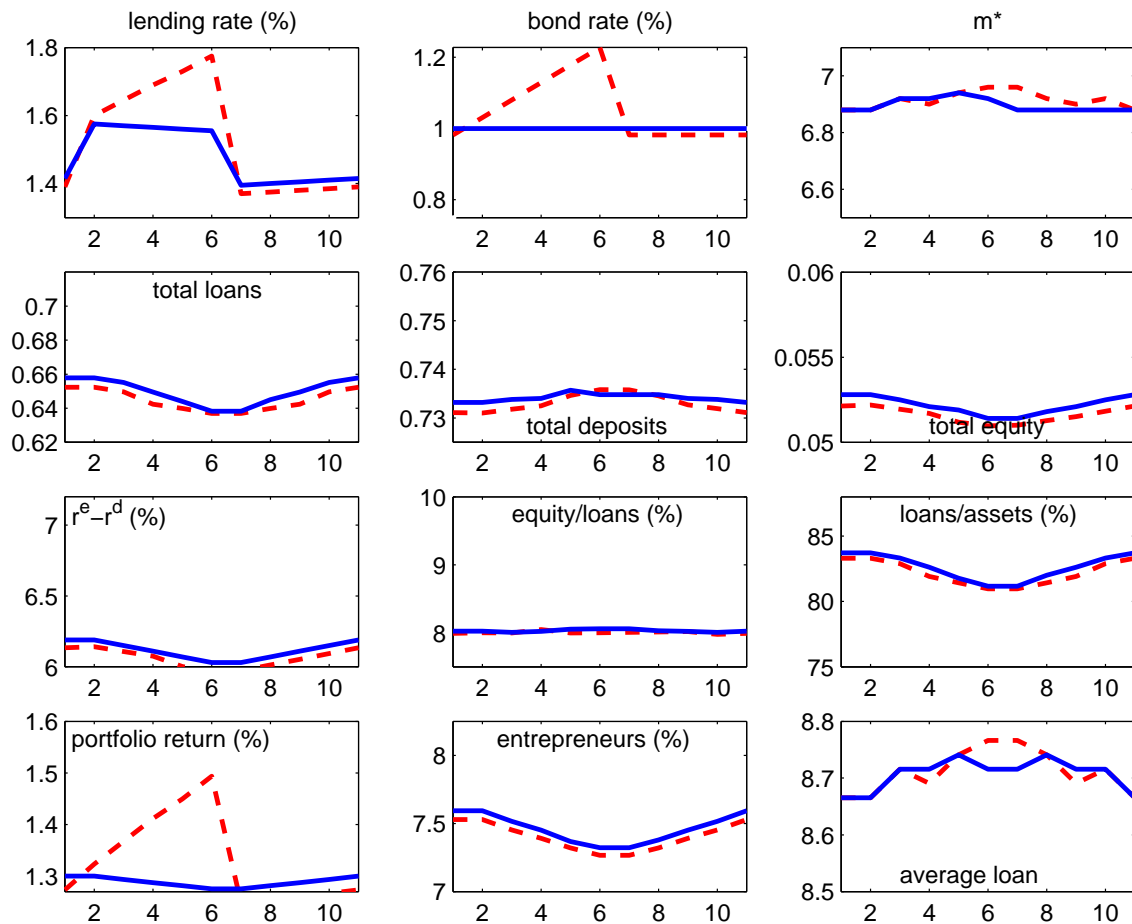 lending rate (%)
bond rate (%)
m*
1.8
1.6
1.4
2 4 6 8 10
1.2
1
0.8
2 4 6 8 10
7
6.8
6.6
2 4 6 8 10
total loans
0.7
0.68
0.66
0.64
0.62
2 4 6 8 10
0.76
0.75
0.74
0.73
total deposits
2 4 6 8 10
0.06
0.055
0.05
total equity
2 4 6 8 10
r^e−r^d (%)
7
6.5
6
2 4 6 8 10
equity/loans (%)
10
9
8
2 4 6 8 10
loans/assets (%)
85
80
75
2 4 6 8 10
portfolio return (%)
1.6
1.5
1.4
1.3
2 4 6 8 10
entrepreneurs (%)
8
7.5
7
2 4 6 8 10
8.8
8.7
8.6
8.5
average loan
2 4 6 8 10